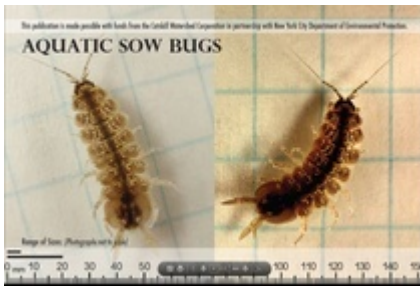 This publication is made possible with funds from the Catskill Watershed Corporation in partnership with New York City Department of Environmental Protection.
AQUATIC SOW BUGS
Range of Sizes: (Photographs not to scale)
0 mm 10 20 30 40 50 80 90 100 110 120 130 140